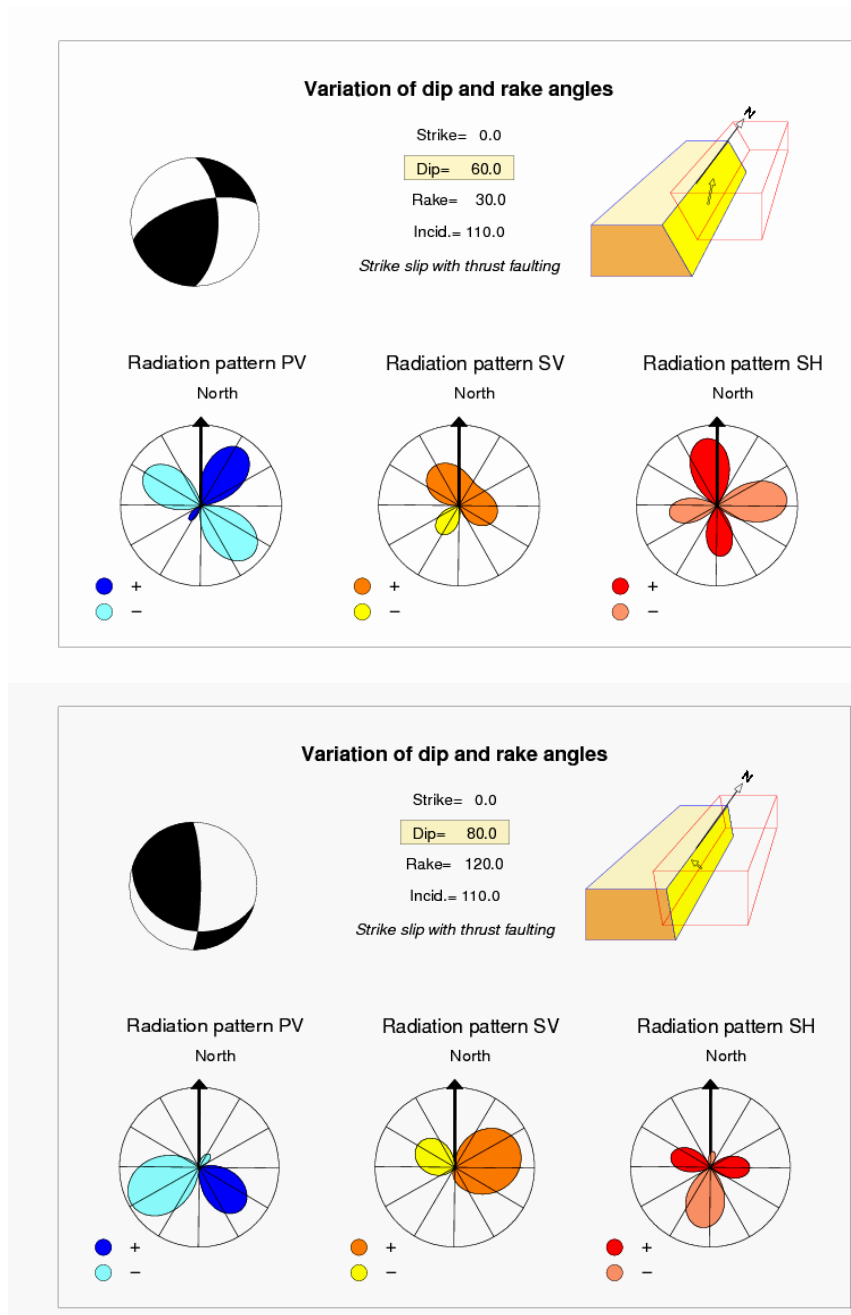 Variation of dip and rake angles
Strike= 0.0
Dip= 60.0
Rake= 30.0
Incid.= 110.0
Strike slip with thrust faulting
N
Radiation pattern PV
Radiation pattern SV
Radiation pattern SH
North
North
North
+
+
+
−
−
−
Variation of dip and rake angles
Strike= 0.0
Dip= 80.0
Rake= 120.0
Incid.= 110.0
Strike slip with thrust faulting
N
Radiation pattern PV
Radiation pattern SV
Radiation pattern SH
North
North
North
+
+
+
−
−
−